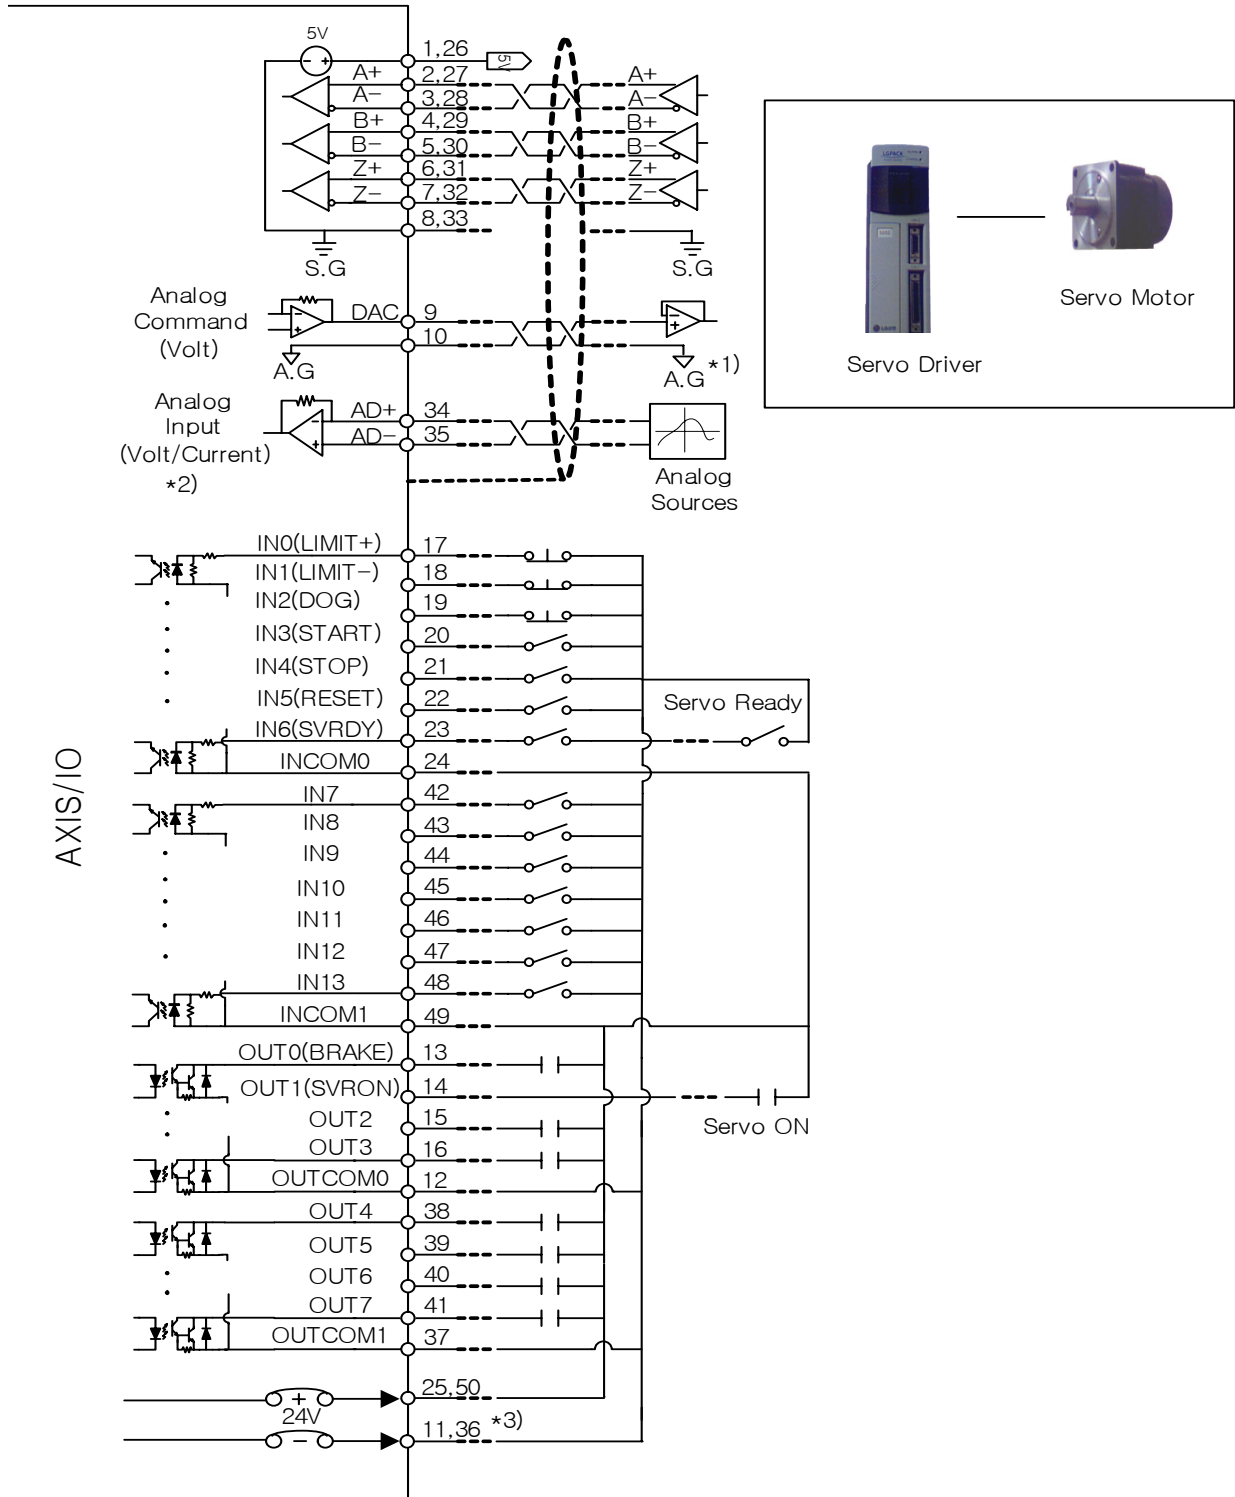 5V
1,26
5V
A+ 2,27 A+
A- 3,28 A-
B+ 4,29 B+
B- 5,30 B-
Z+ 6,31 Z+
Z- 7,32 Z-
8,33
S.G S.G
Analog
Command
(Volt)
DAC 9
10
A.G A.G *1)
Analog
Input
(Volt/Current)
*2)
AD+ 34
AD- 35
Analog
Sources
Servo Driver
Servo Motor
AXIS/IO
IN0(LIMIT+) 17
IN1(LIMIT-) 18
IN2(DOG) 19
IN3(START) 20
IN4(STOP) 21
IN5(RESET) 22
Servo Ready
IN6(SVRDY) 23
INCOM0 24
IN7 42
IN8 43
IN9 44
IN10 45
IN11 46
IN12 47
IN13 48
INCOM1 49
OUT0(BRAKE) 13
OUT1(SVRON) 14
Servo ON
OUT2 15
OUT3 16
OUTCOM0 12
OUT4 38
OUT5 39
OUT6 40
OUT7 41
OUTCOM1 37
+ 25,50
24V
- 11,36 *3)